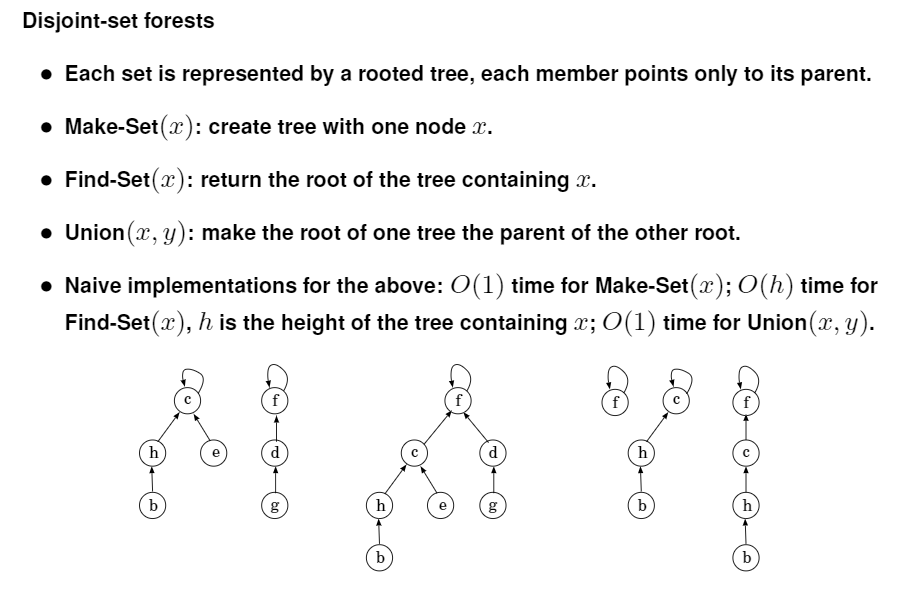 Disjoint-set forests
● Each set is represented by a rooted tree, each member points only to its parent.
● Make-Set(x): create tree with one node x.
● Find-Set(x): return the root of the tree containing x.
● Union(x, y): make the root of one tree the parent of the other root.
● Naive implementations for the above: O(1) time for Make-Set(x); O(h) time for
Find-Set(x), h is the height of the tree containing x; O(1) time for Union(x, y).
c f f f c f
h e d c d h c
b g h e g b h
b b